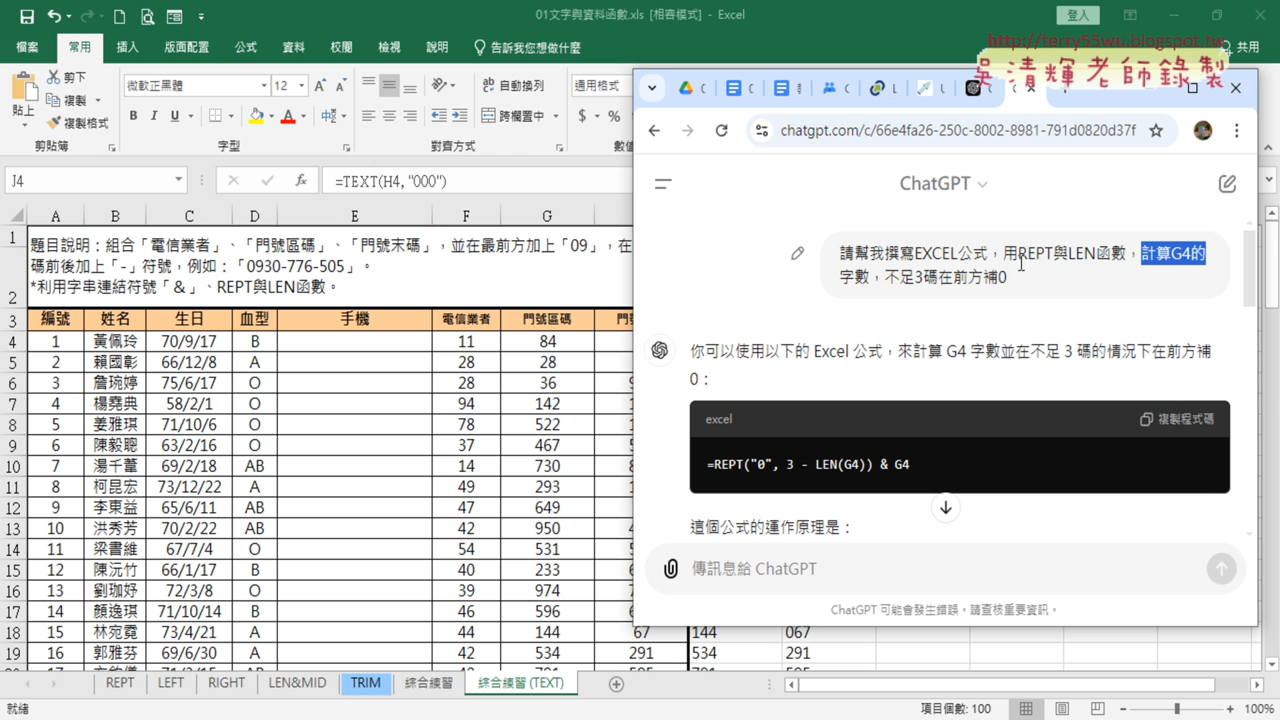 01文字與資料函數.xls [相容模式] - Excel
登入
檔案 常用 插入 版面配置 公式 資料 校閱 檢視 說明 告訴我您想做什麼 共用
http://terry55wu.blogspot.tw
吳清輝老師錄製
貼上 剪下 複製 複製格式 剪貼簿
微軟正黑體 12 字型
自動換列 跨欄置中 對齊方式
通用格式 $ %
J4 =TEXT(H4, "000")
A B C D E F G
1 題目說明：組合「電信業者」、「門號區碼」、「門號末碼」，並在最前方加上「09」，在
碼前後加上「-」符號，例如：「0930-776-505」。
2 *利用字串連結符號「&」、REPT與LEN函數。
3 編號 姓名 生日 血型 手機 電信業者 門號區碼
4 1 黃佩玲 70/9/17 B 11 84
5 2 賴國彰 66/12/8 A 28 28
6 3 詹琬婷 75/6/17 O 28 36
7 4 楊堯典 58/2/1 O 94 142
8 5 姜雅琪 71/10/6 O 78 522
9 6 陳毅聰 63/2/16 O 37 467
10 7 湯千蕙 69/2/18 AB 14 730
11 8 柯昆宏 73/12/22 A 49 293
12 9 李東益 65/6/11 AB 47 649
13 10 洪秀芳 70/2/22 AB 42 950
14 11 梁書維 67/7/4 O 54 531
15 12 陳沅竹 66/1/17 B 40 233
16 13 劉珈妤 72/3/8 O 39 974
17 14 顏逸琪 71/10/14 B 46 596
18 15 林宛霓 73/4/21 A 44 144 67 144 067
19 16 郭雅芬 69/6/30 A 42 534 291 534 291
REPT LEFT RIGHT LEN&MID TRIM 綜合練習 綜合練習 (TEXT)
就緒 項目個數: 100 100%
chatgpt.com/c/66e4fa26-250c-8002-8981-791d0820d37f
ChatGPT
請幫我撰寫EXCEL公式，用REPT與LEN函數，計算G4的
字數，不足3碼在前方補0
你可以使用以下的 Excel 公式，來計算 G4 字數並在不足 3 碼的情況下在前方補
0：
excel 複製程式碼
=REPT("0", 3 - LEN(G4)) & G4
這個公式的運作原理是：
傳訊息給 ChatGPT
ChatGPT 可能會發生錯誤。請查核重要資訊。